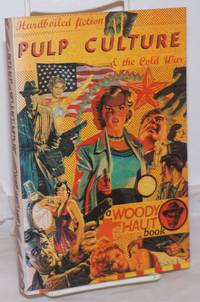 Hardboiled fiction
PULP CULTURE
& the Cold War
a
WOODY
HAUT
book